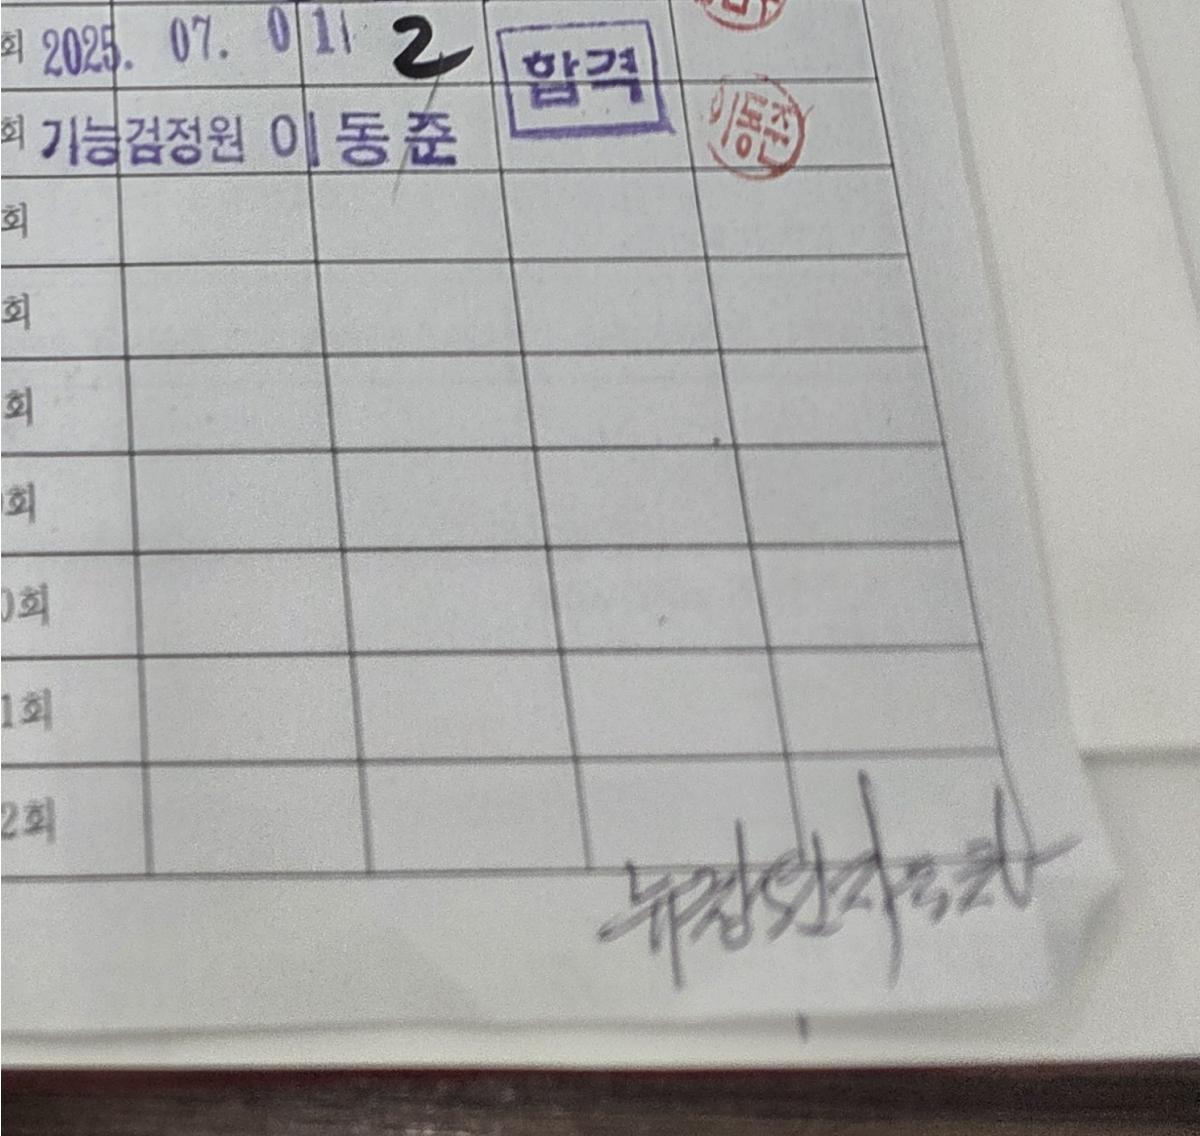 회 2025. 07. 01 2 합격
회 기능검정원 이동준 이동준
회
회
회
회
0회
1회
2회